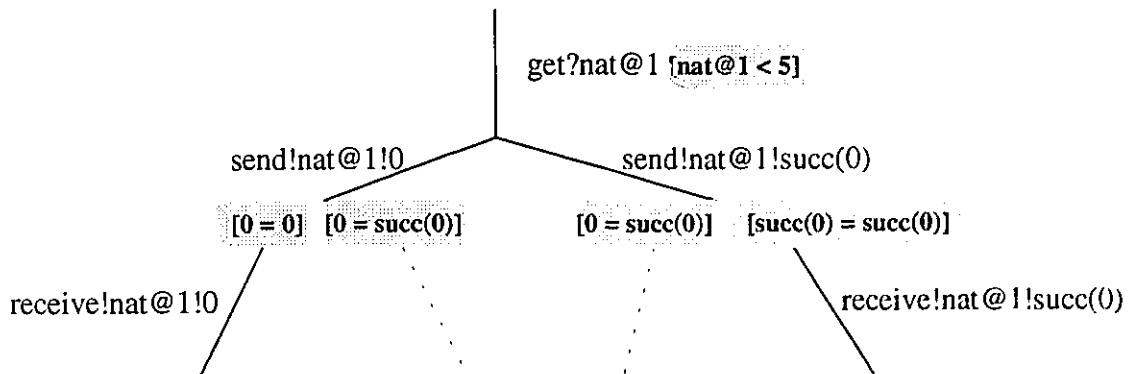 get?nat@1 [nat@1 < 5]
send!nat@1!0 send!nat@1!succ(0)
[0 = 0] [0 = succ(0)] [0 = succ(0)] [succ(0) = succ(0)]
receive!nat@1!0 receive!nat@1!succ(0)